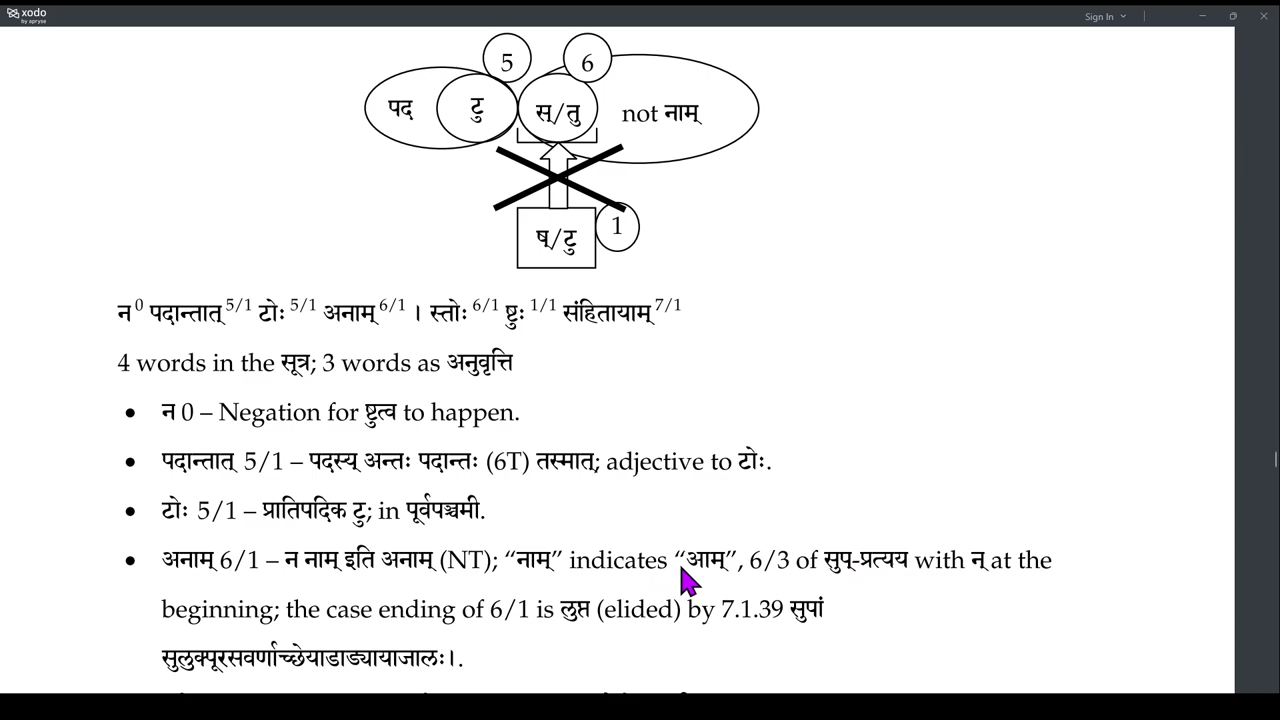 xodo
by apryse
Sign In
5 6
पद टु स्/तु not नाम्
1
ष्/टु
न 0 पदान्तात् 5/1 टोः 5/1 अनाम् 6/1 । स्तोः 6/1 ष्टुः 1/1 संहितायाम् 7/1
4 words in the सूत्र; 3 words as अनुवृत्ति
• न 0 – Negation for ष्टुत्व to happen.
• पदान्तात् 5/1 – पदस्य् अन्तः पदान्तः (6T) तस्मात्; adjective to टोः.
• टोः 5/1 – प्रातिपदिक टु; in पूर्वपञ्चमी.
• अनाम् 6/1 – न नाम् इति अनाम् (NT); “नाम्” indicates “आम्”, 6/3 of सुप्-प्रत्यय with न् at the
beginning; the case ending of 6/1 is लुप्त (elided) by 7.1.39 सुपां
सुलुक्पूरसवर्णाच्छेयाडाड्यायाजालः।.